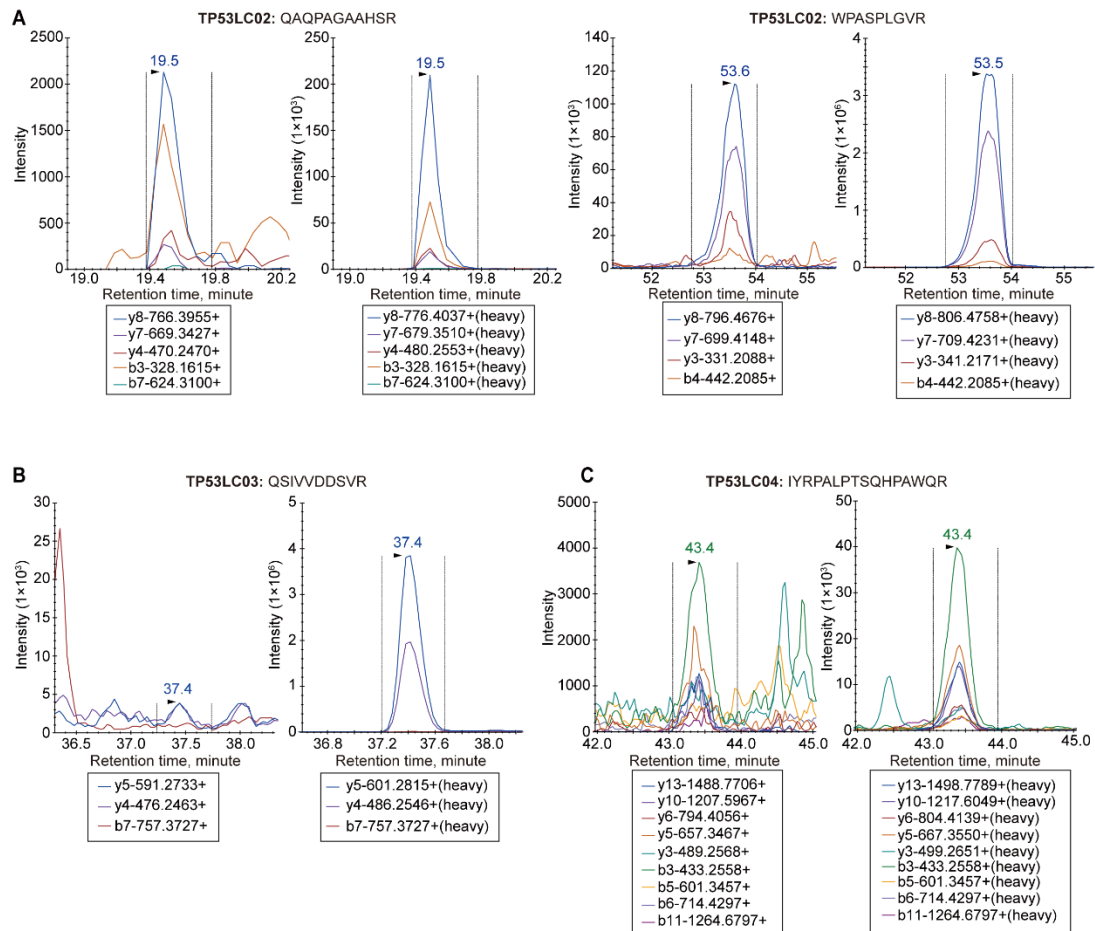 A
TP53LC02: QAQPAGAAHSR
TP53LC02: WPASPLGVR
Intensity
2500
2000
1500
1000
500
0
19.5
19.0
19.4
19.8
20.2
Retention time, minute
y8-766.3955+
y7-669.3427+
y4-470.2470+
b3-328.1615+
b7-624.3100+
Intensity (1×10³)
250
200
150
100
50
0
19.5
19.0
19.4
19.8
20.2
Retention time, minute
y8-776.4037+(heavy)
y7-679.3510+(heavy)
y4-480.2553+(heavy)
b3-328.1615+(heavy)
b7-624.3100+(heavy)
Intensity (1×10³)
140
120
100
80
60
40
20
0
53.6
52
53
54
55
Retention time, minute
y8-796.4676+
y7-699.4148+
y3-331.2088+
b4-442.2085+
Intensity (1×10⁶)
4
3
2
1
0
53.5
52
53
54
55
Retention time, minute
y8-806.4758+(heavy)
y7-709.4231+(heavy)
y3-341.2171+(heavy)
b4-442.2085+(heavy)
B
TP53LC03: QSIVVDDSVR
Intensity (1×10³)
30
25
20
15
10
5
0
37.4
36.5
37.0
37.5
38.0
Retention time, minute
y5-591.2733+
y4-476.2463+
b7-757.3727+
Intensity (1×10⁶)
5
4
3
2
1
0
37.4
36.8
37.2
37.6
38.0
Retention time, minute
y5-601.2815+(heavy)
y4-486.2546+(heavy)
b7-757.3727+(heavy)
C
TP53LC04: IYRPALPTSQHPAWQR
Intensity
5000
4000
3000
2000
1000
0
43.4
42.0
43.0
44.0
45.0
Retention time, minute
y13-1488.7706+
y10-1207.5967+
y6-794.4056+
y5-657.3467+
y3-489.2568+
b3-433.2558+
b5-601.3457+
b6-714.4297+
b11-1264.6797+
Intensity (1×10³)
50
40
30
20
10
0
43.4
42.0
43.0
44.0
45.0
Retention time, minute
y13-1498.7789+(heavy)
y10-1217.6049+(heavy)
y6-804.4139+(heavy)
y5-667.3550+(heavy)
y3-499.2651+(heavy)
b3-433.2558+(heavy)
b5-601.3457+(heavy)
b6-714.4297+(heavy)
b11-1264.6797+(heavy)